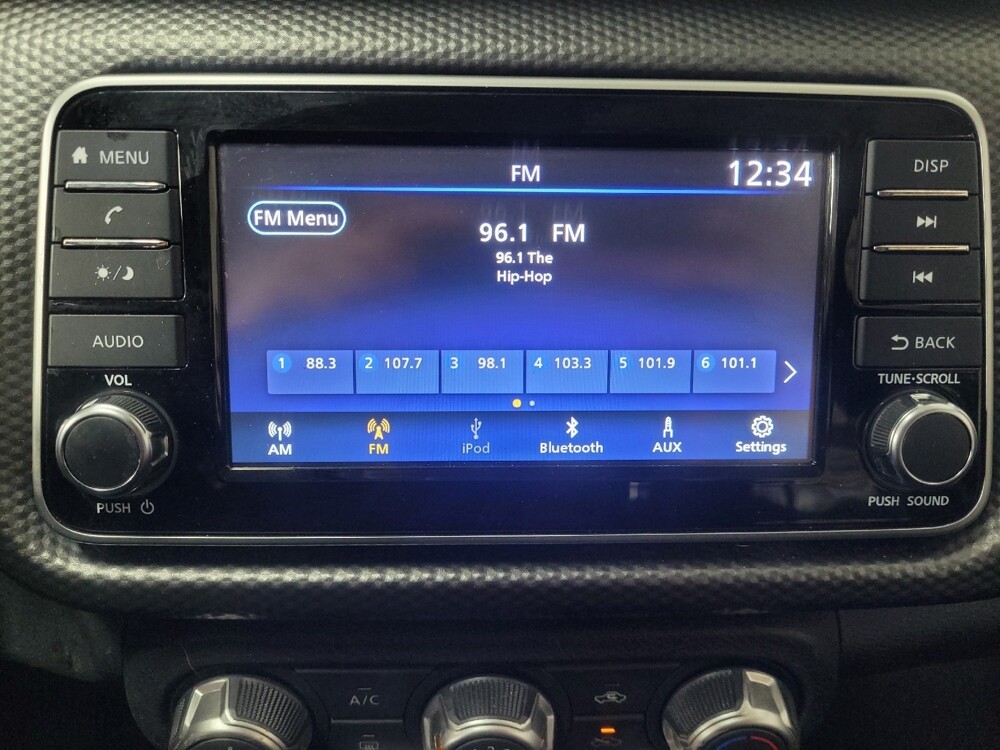 MENU
AUDIO
VOL
PUSH
FM
12:34
FM Menu
96.1 FM
96.1 The
Hip-Hop
1 88.3 2 107.7 3 98.1 4 103.3 5 101.9 6 101.1
AM FM iPod Bluetooth AUX Settings
DISP
BACK
TUNE•SCROLL
PUSH SOUND
A/C